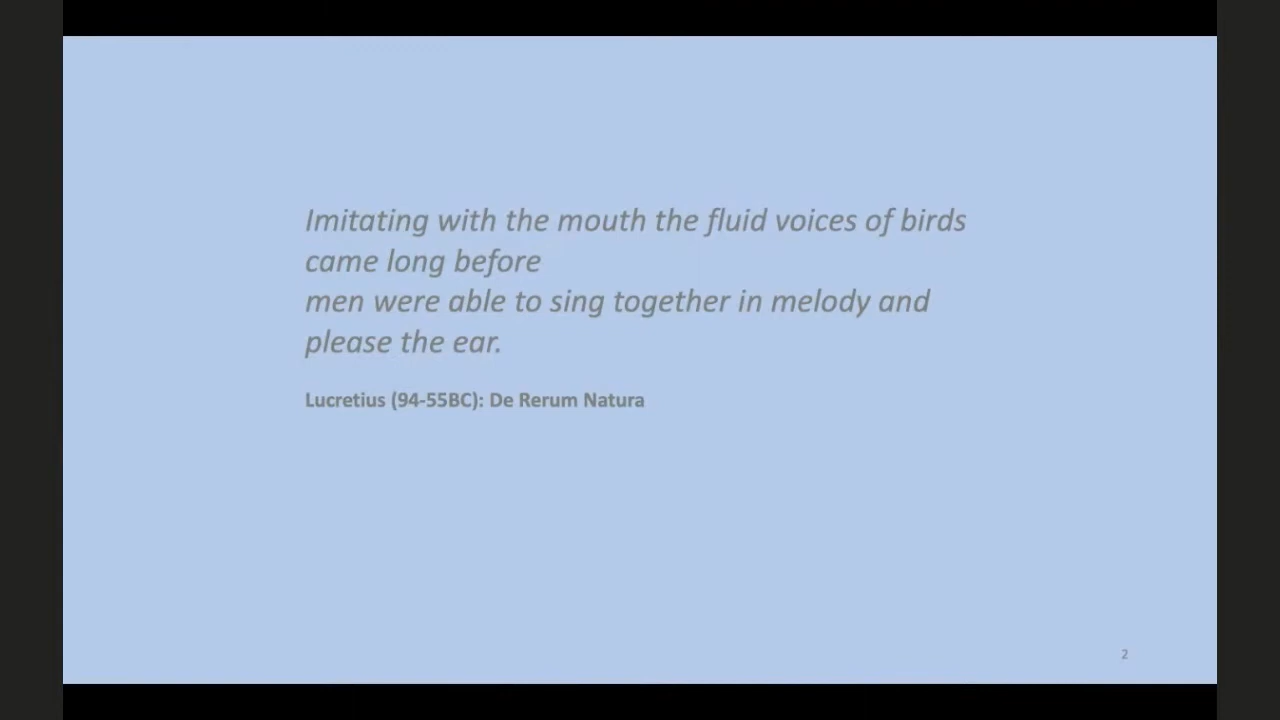 Imitating with the mouth the fluid voices of birds
came long before
men were able to sing together in melody and
please the ear.
Lucretius (94-55BC): De Rerum Natura
2